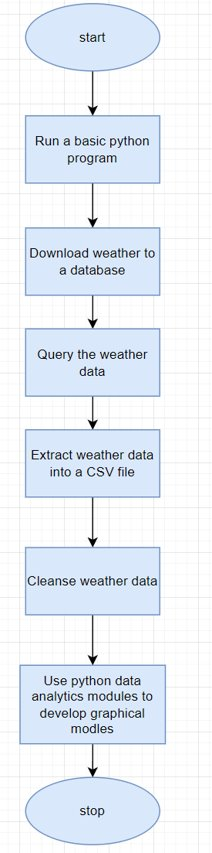 start
Run a basic python
program
Download weather to
a database
Query the weather
data
Extract weather data
into a CSV file
Cleanse weather data
Use python data
analytics modules to
develop graphical
modles
stop